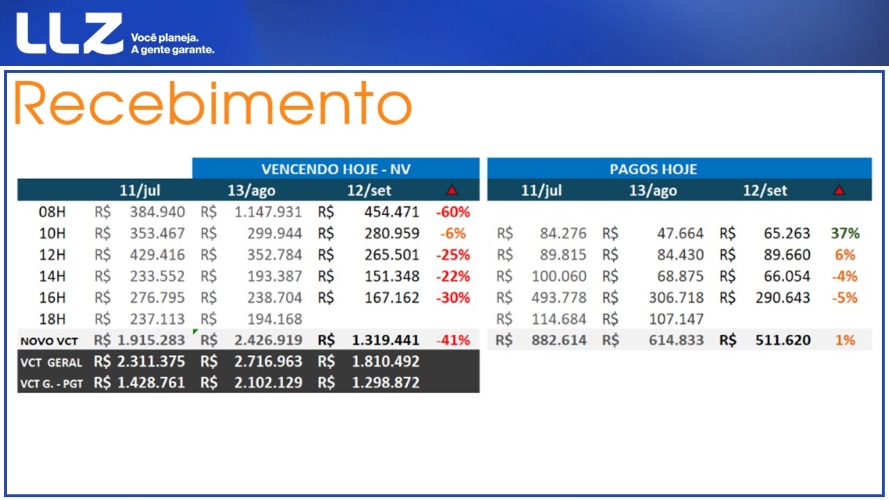 LLZ
Você planeja.
A gente garante.
Recebimento
VENCENDO HOJE - NV PAGOS HOJE
11/jul 13/ago 12/set 11/jul 13/ago 12/set
08H R$ 384.940 R$ 1.147.931 R$ 454.471 -60%
10H R$ 353.467 R$ 299.944 R$ 280.959 -6% R$ 84.276 R$ 47.664 R$ 65.263 37%
12H R$ 429.416 R$ 352.784 R$ 265.501 -25% R$ 89.815 R$ 84.430 R$ 89.660 6%
14H R$ 233.552 R$ 193.387 R$ 151.348 -22% R$ 100.060 R$ 68.875 R$ 66.054 -4%
16H R$ 276.795 R$ 238.704 R$ 167.162 -30% R$ 493.778 R$ 306.718 R$ 290.643 -5%
18H R$ 237.113 R$ 194.168 R$ 114.684 R$ 107.147
NOVO VCT R$ 1.915.283 R$ 2.426.919 R$ 1.319.441 -41% R$ 882.614 R$ 614.833 R$ 511.620 1%
VCT GERAL R$ 2.311.375 R$ 2.716.963 R$ 1.810.492
VCT G. - PGT R$ 1.428.761 R$ 2.102.129 R$ 1.298.872